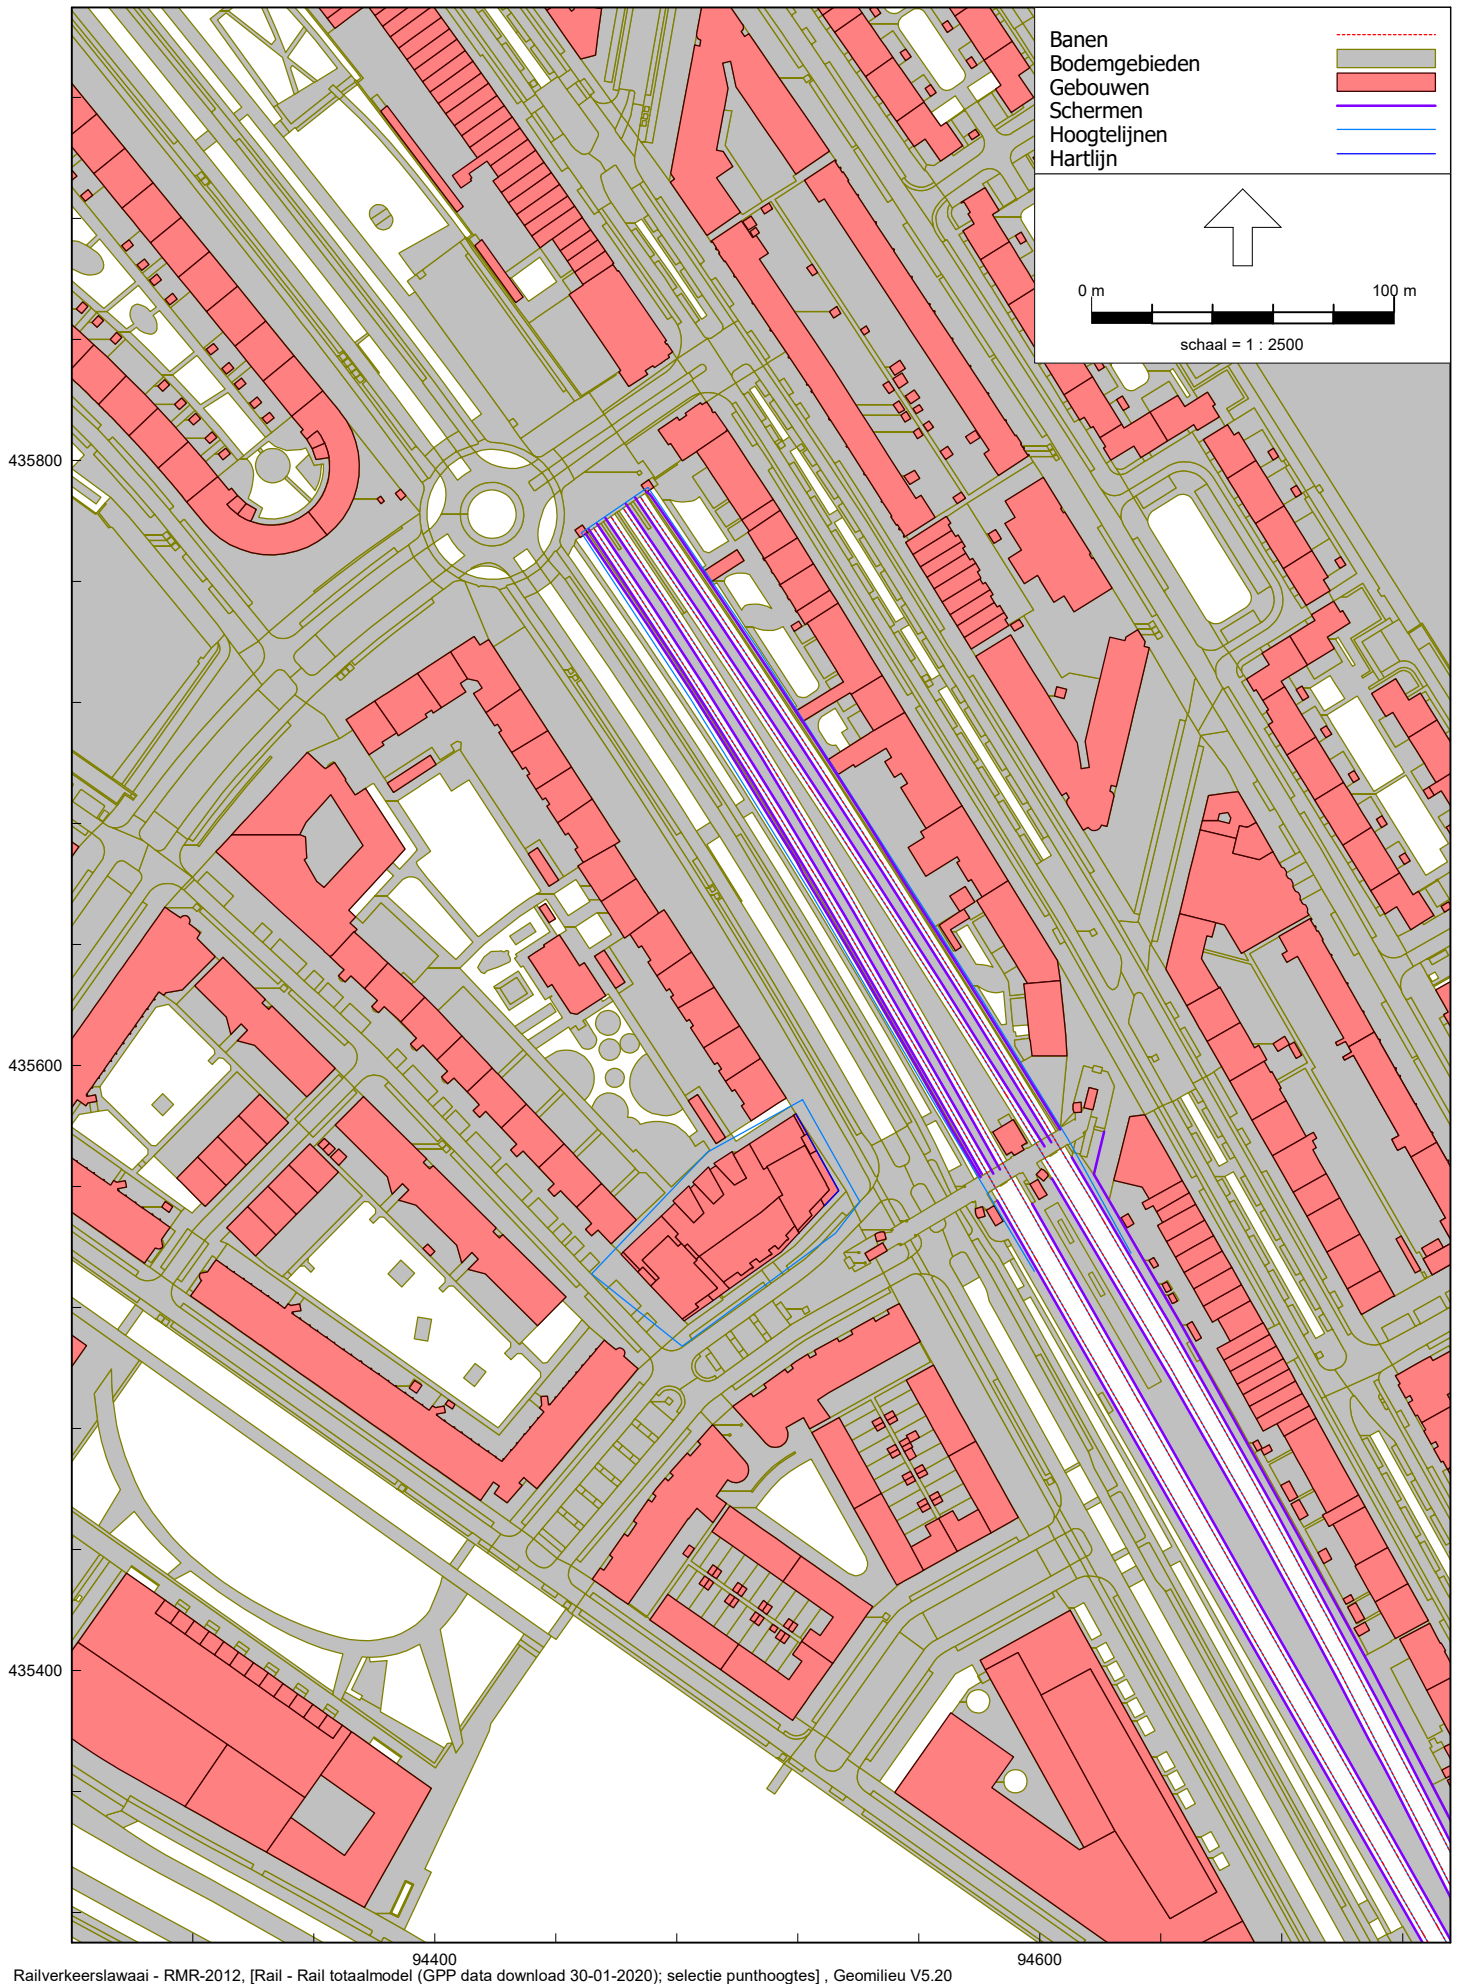 Banen
Bodemgebieden
Gebouwen
Schermen
Hoogtelijnen
Hartlijn
0 m 100 m
schaal = 1 : 2500
435800
435600
435400
94400 94600
Railverkeerslawaai - RMR-2012, [Rail - Rail totaalmodel (GPP data download 30-01-2020); selectie punthoogtes] , Geomilieu V5.20